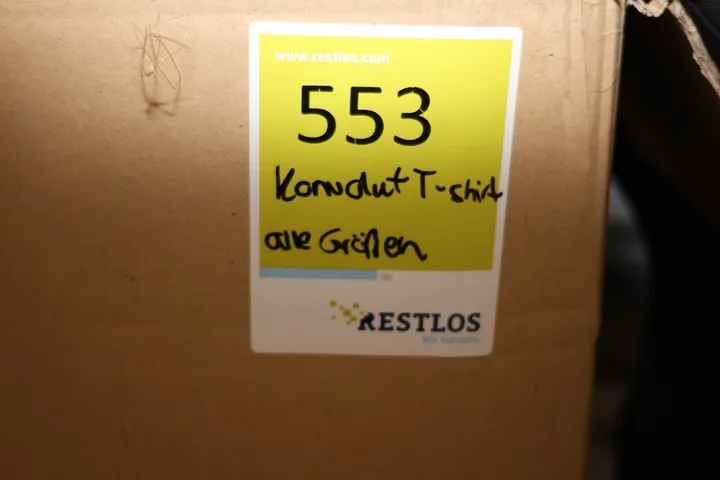 www.restlos.com
553
Konvolut T-shirt
alle Größen
RESTLOS